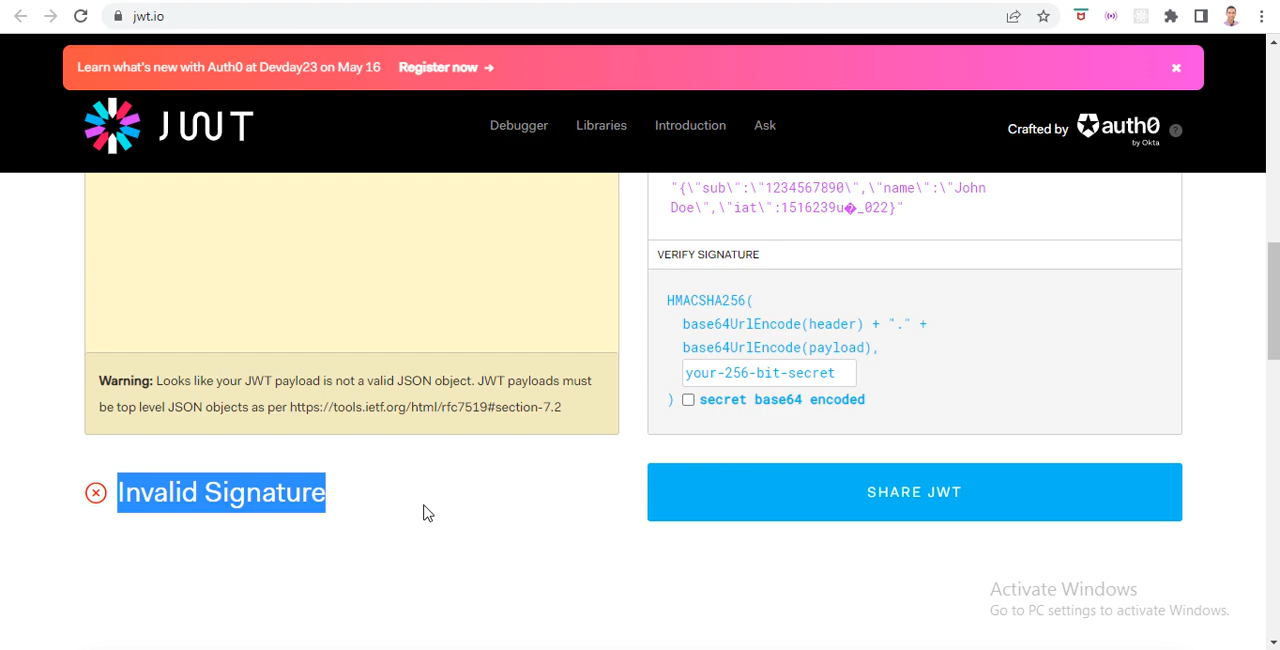 jwt.io
Learn what's new with Auth0 at Devday23 on May 16 Register now →
JWT
Debugger Libraries Introduction Ask
Crafted by auth0
by Okta
"{\"sub\":\"1234567890\",\"name\":\"John
Doe\",\"iat\":1516239u�_022}"
VERIFY SIGNATURE
HMACSHA256(
base64UrlEncode(header) + "." +
base64UrlEncode(payload),
your-256-bit-secret
) secret base64 encoded
Warning: Looks like your JWT payload is not a valid JSON object. JWT payloads must
be top level JSON objects as per https://tools.ietf.org/html/rfc7519#section-7.2
Invalid Signature
SHARE JWT
Activate Windows
Go to PC settings to activate Windows.